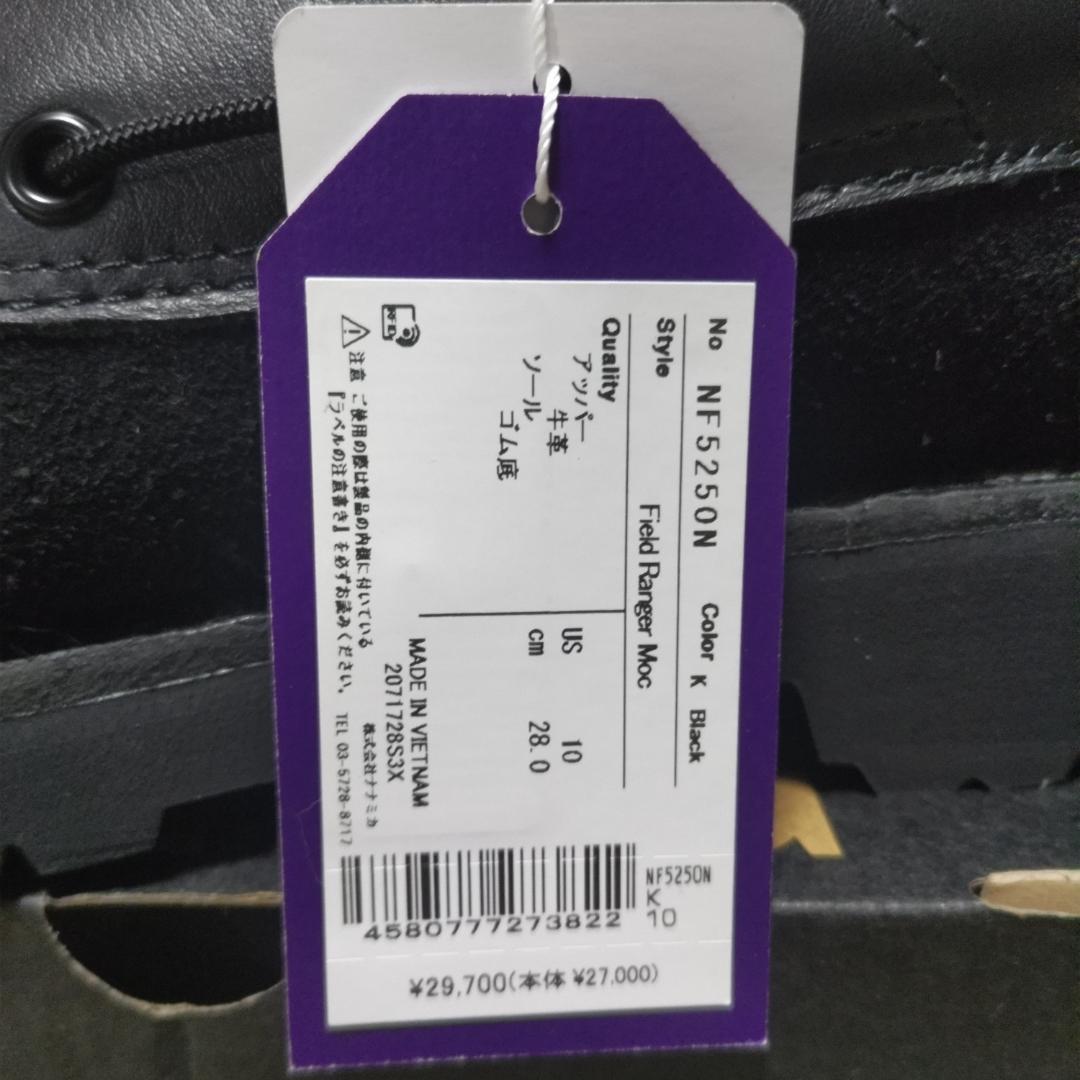 No NF5250N Color K Black
Style
Field Ranger Moc
Quality
アッパー
牛革
ソール
ゴム底
US 10
cm 28.0
MADE IN VIETNAM
2071728S3X
株式会社ナナミカ
RFID
注意 ご使用の際は製品の内側に付いている
『ラベルの注意書き』を必ずお読みください。 TEL 03-5728-8717
NF5250N
K
10
4580777273822
¥29,700(本体 ¥27,000)